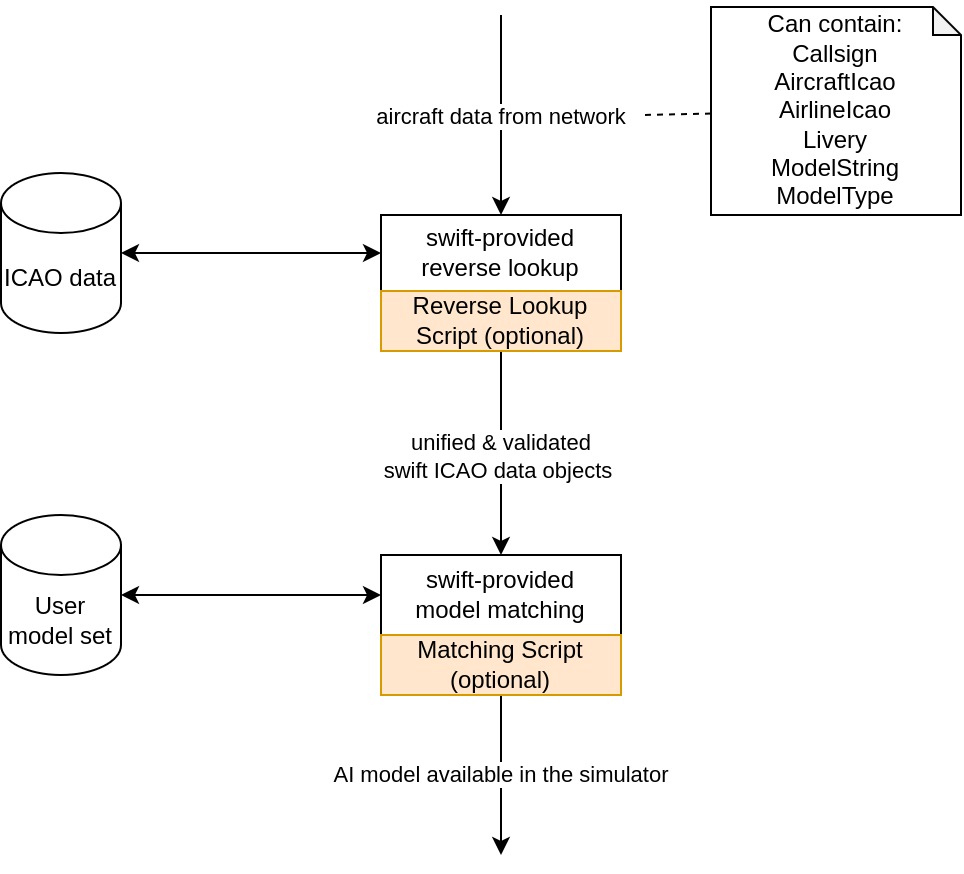 Can contain:
Callsign
AircraftIcao
AirlineIcao
Livery
ModelString
ModelType
aircraft data from network
ICAO data
swift-provided
reverse lookup
Reverse Lookup
Script (optional)
unified & validated
swift ICAO data objects
User
model set
swift-provided
model matching
Matching Script
(optional)
AI model available in the simulator